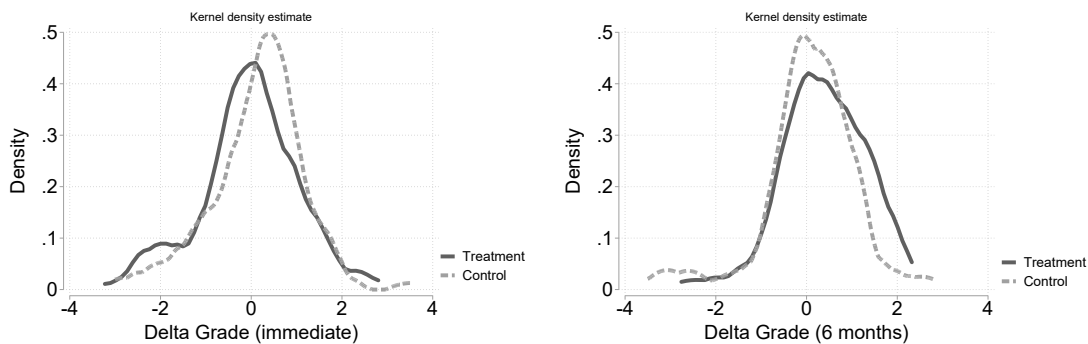 Kernel density estimate
.5
.4
.3
.2
.1
0
Density
-4 -2 0 2 4
Delta Grade (immediate)
Treatment
Control
Kernel density estimate
.5
.4
.3
.2
.1
0
Density
-4 -2 0 2 4
Delta Grade (6 months)
Treatment
Control